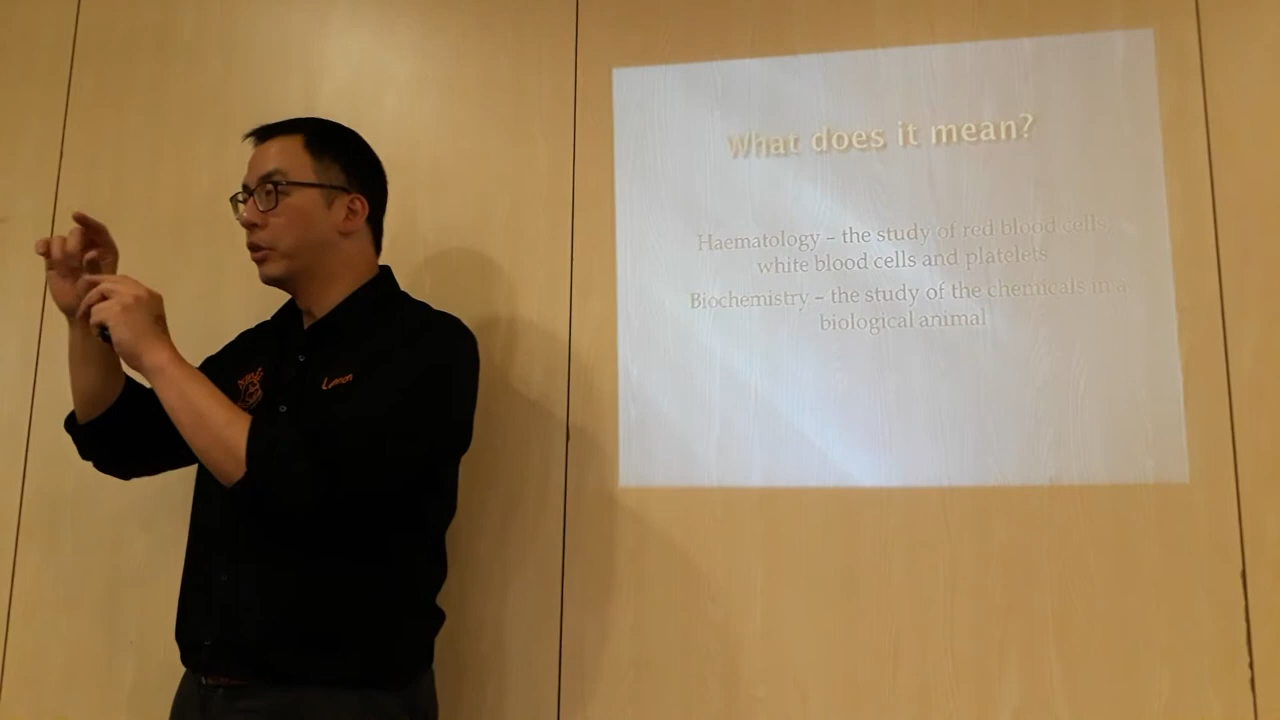 What does it mean?
Haematology – the study of red blood cells,
white blood cells and platelets
Biochemistry – the study of the chemicals in a
biological animal